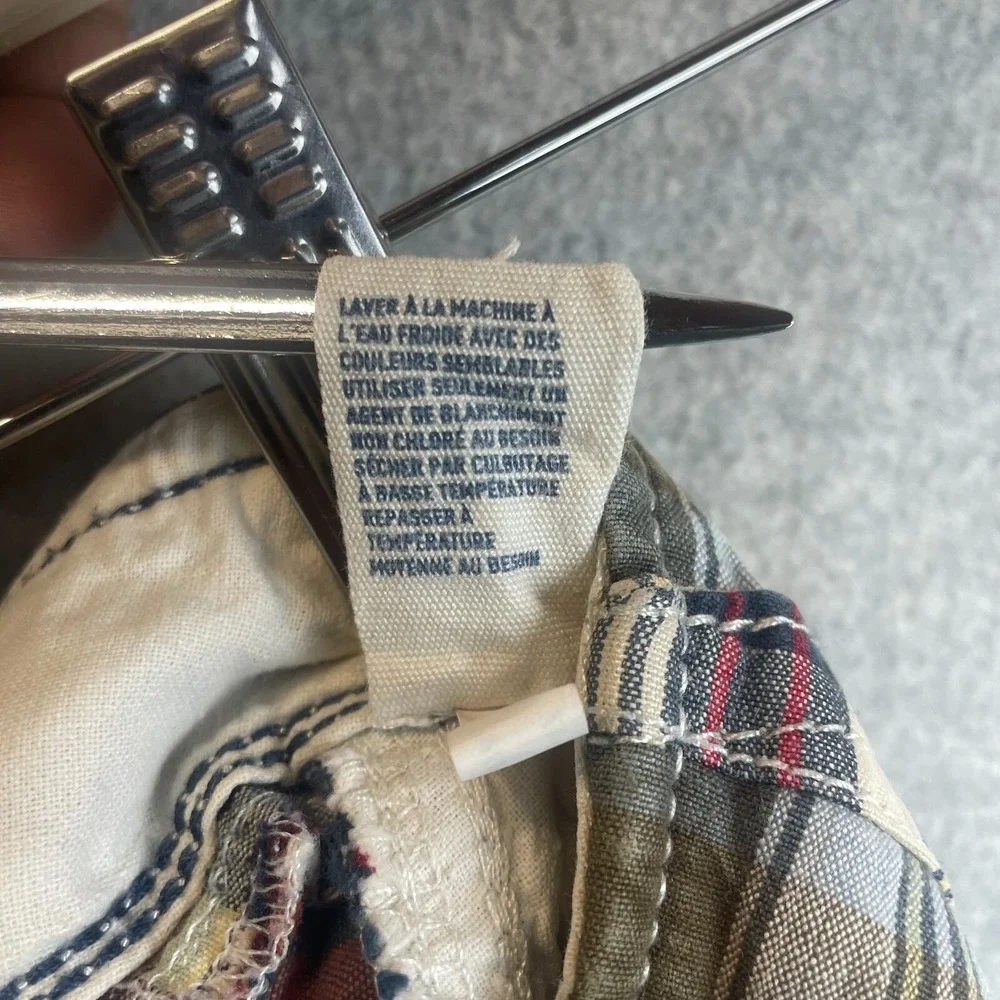 LAVER À LA MACHINE À
L'EAU FROIDE AVEC DES
COULEURS SEMBLABLES
UTILISER SEULEMENT UN
AGENT DE BLANCHIMENT
NON CHLORÉ AU BESOIN
SÉCHER PAR CULBUTAGE
À BASSE TEMPÉRATURE
REPASSER À
TEMPÉRATURE
MOYENNE AU BESOIN